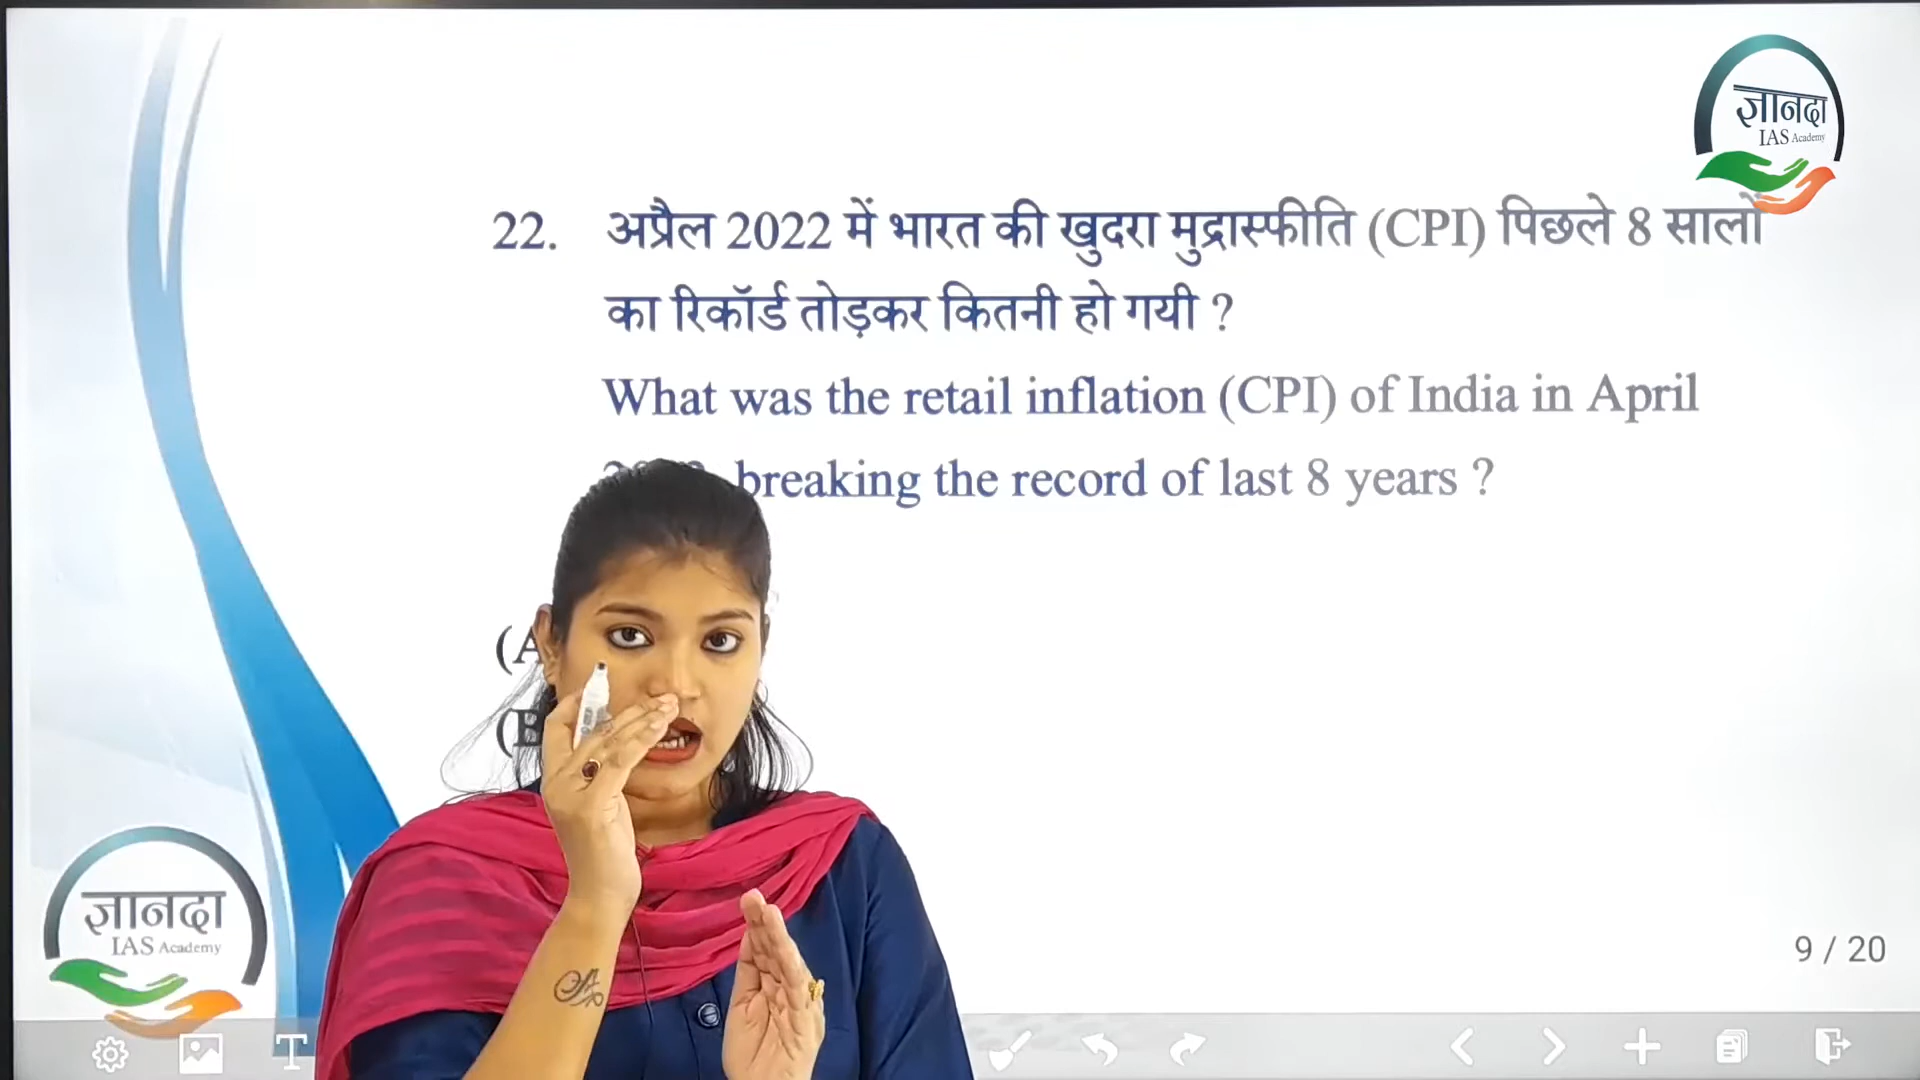 ज्ञानदा
IAS Academy
22. अप्रैल 2022 में भारत की खुदरा मुद्रास्फीति (CPI) पिछले 8 सालों
का रिकॉर्ड तोड़कर कितनी हो गयी ?
What was the retail inflation (CPI) of India in April
breaking the record of last 8 years ?
(A
(B
ज्ञानदा
IAS Academy
9 / 20
T